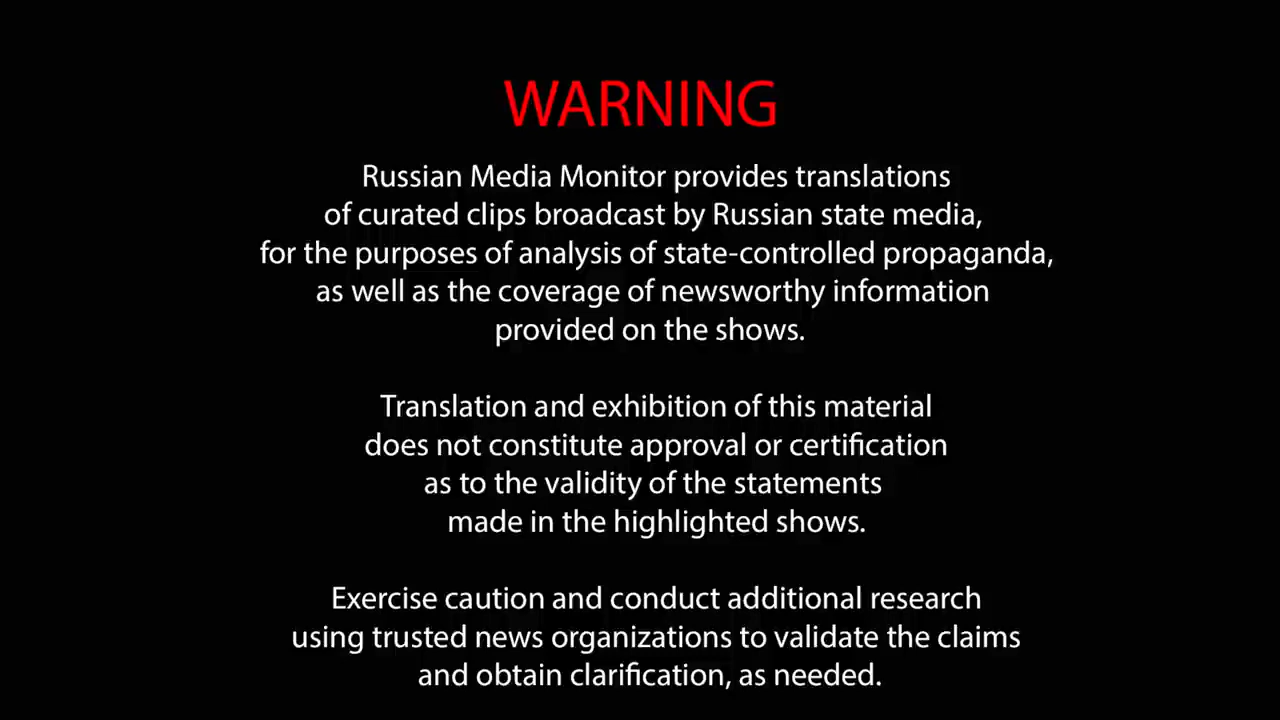 WARNING
Russian Media Monitor provides translations
of curated clips broadcast by Russian state media,
for the purposes of analysis of state-controlled propaganda,
as well as the coverage of newsworthy information
provided on the shows.
Translation and exhibition of this material
does not constitute approval or certification
as to the validity of the statements
made in the highlighted shows.
Exercise caution and conduct additional research
using trusted news organizations to validate the claims
and obtain clarification, as needed.